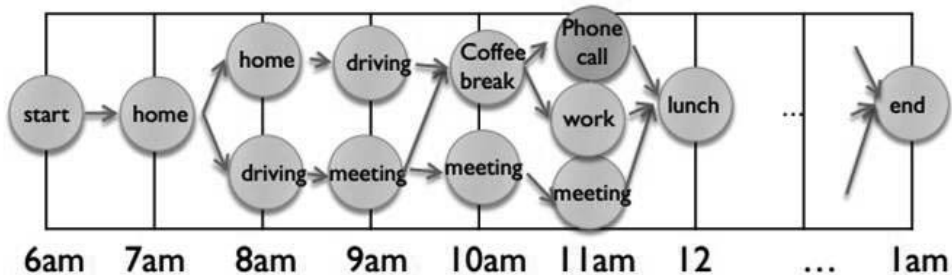 start
home
home
driving
driving
meeting
Coffee
break
meeting
Phone
call
work
meeting
lunch
...
end
6am 7am 8am 9am 10am 11am 12 ... 1am